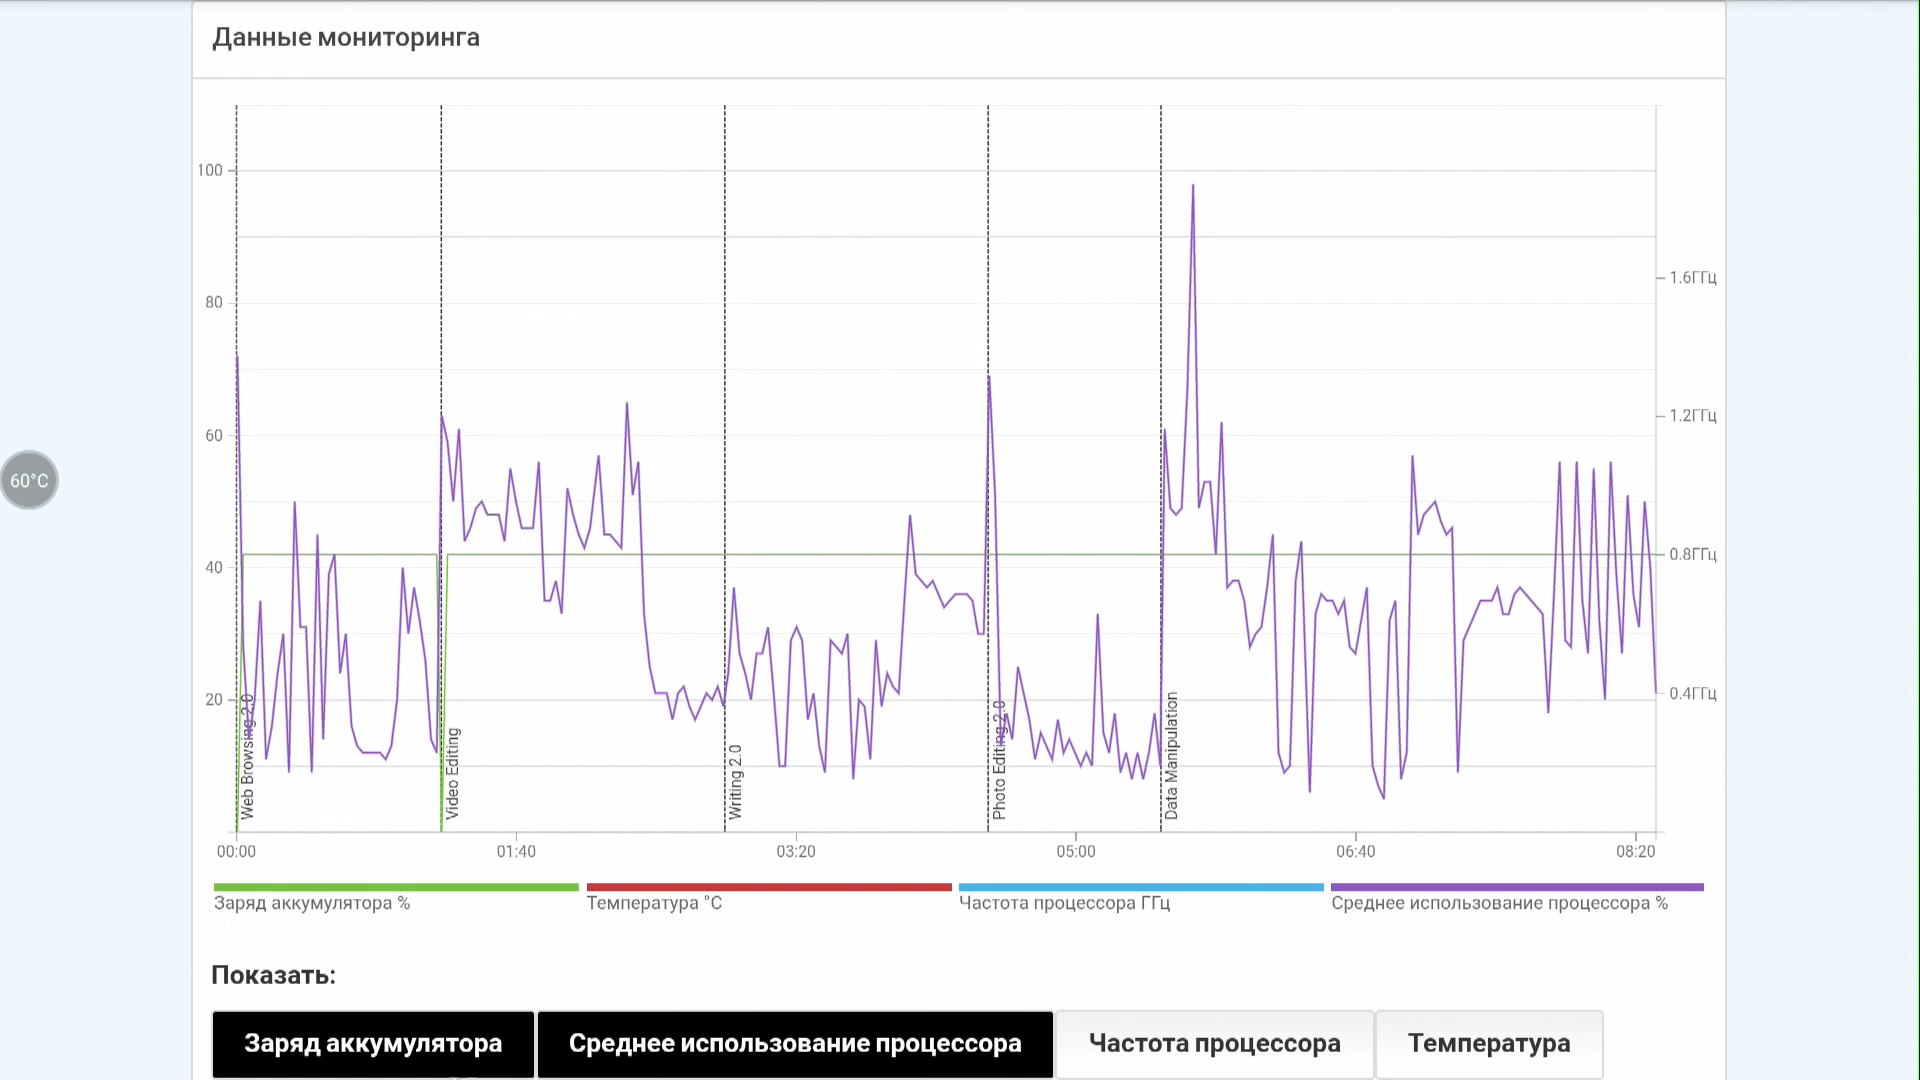 Данные мониторинга
100
80
60
40
20
1.6ГГц
1.2ГГц
0.8ГГц
0.4ГГц
60°C
Web Browsing 2.0
Video Editing
Writing 2.0
Photo Editing 2.0
Data Manipulation
00:00 01:40 03:20 05:00 06:40 08:20
Заряд аккумулятора % Температура °C Частота процессора ГГц Среднее использование процессора %
Показать:
Заряд аккумулятора Среднее использование процессора Частота процессора Температура